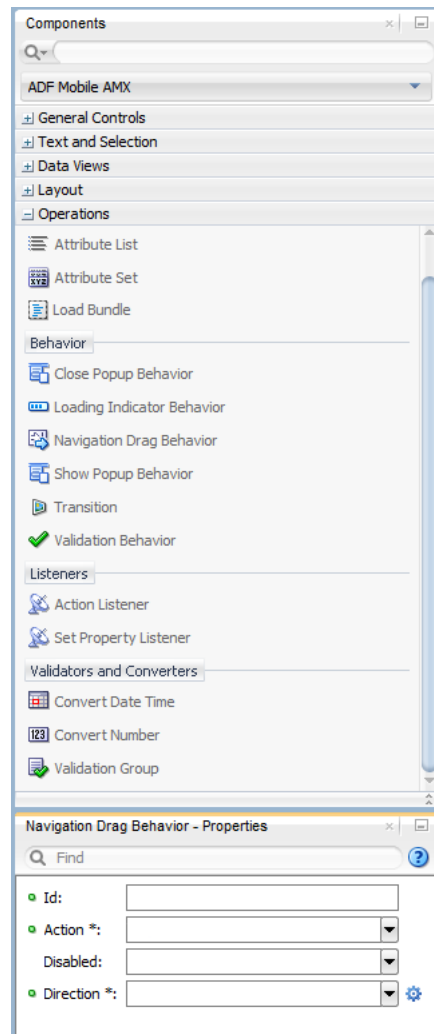 Components
ADF Mobile AMX
General Controls
Text and Selection
Data Views
Layout
Operations
Attribute List
XYZ Attribute Set
Load Bundle
Behavior
Close Popup Behavior
Loading Indicator Behavior
Navigation Drag Behavior
Show Popup Behavior
Transition
Validation Behavior
Listeners
Action Listener
Set Property Listener
Validators and Converters
Convert Date Time
123 Convert Number
Validation Group
Navigation Drag Behavior - Properties
Find
?
Id:
Action *:
Disabled:
Direction *: